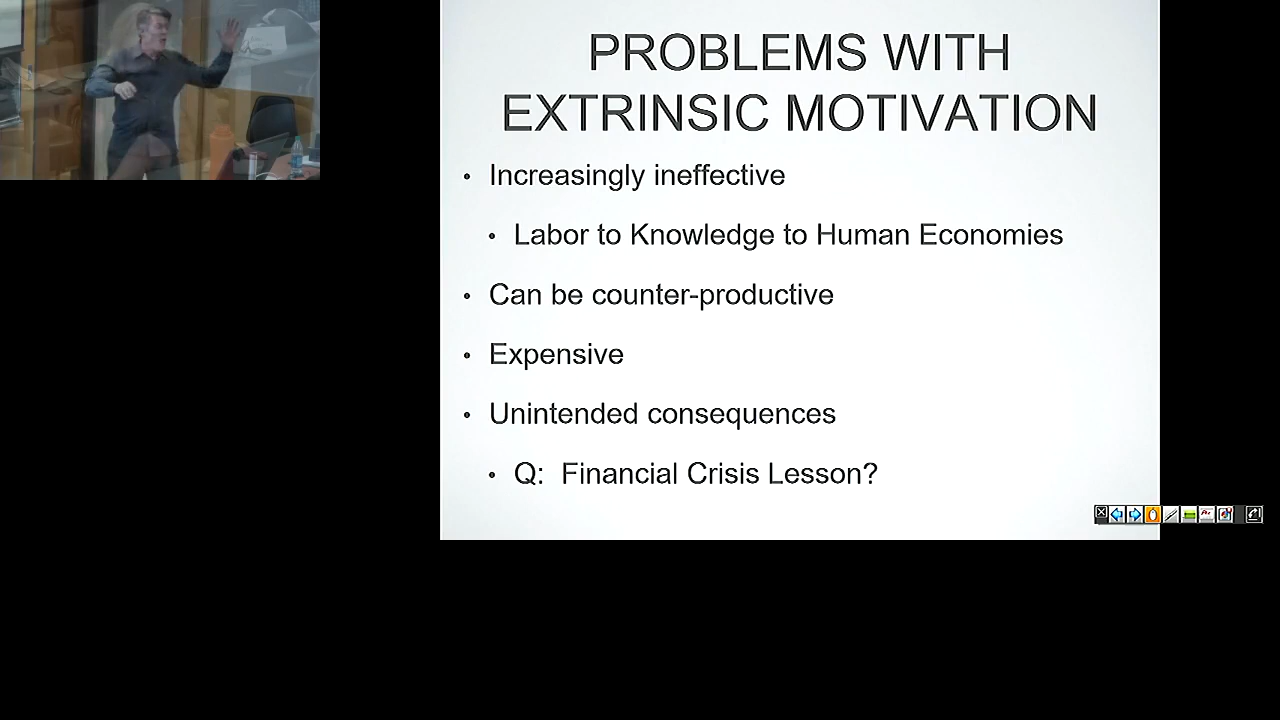 PROBLEMS WITH
EXTRINSIC MOTIVATION
• Increasingly ineffective
• Labor to Knowledge to Human Economies
• Can be counter-productive
• Expensive
• Unintended consequences
• Q: Financial Crisis Lesson?